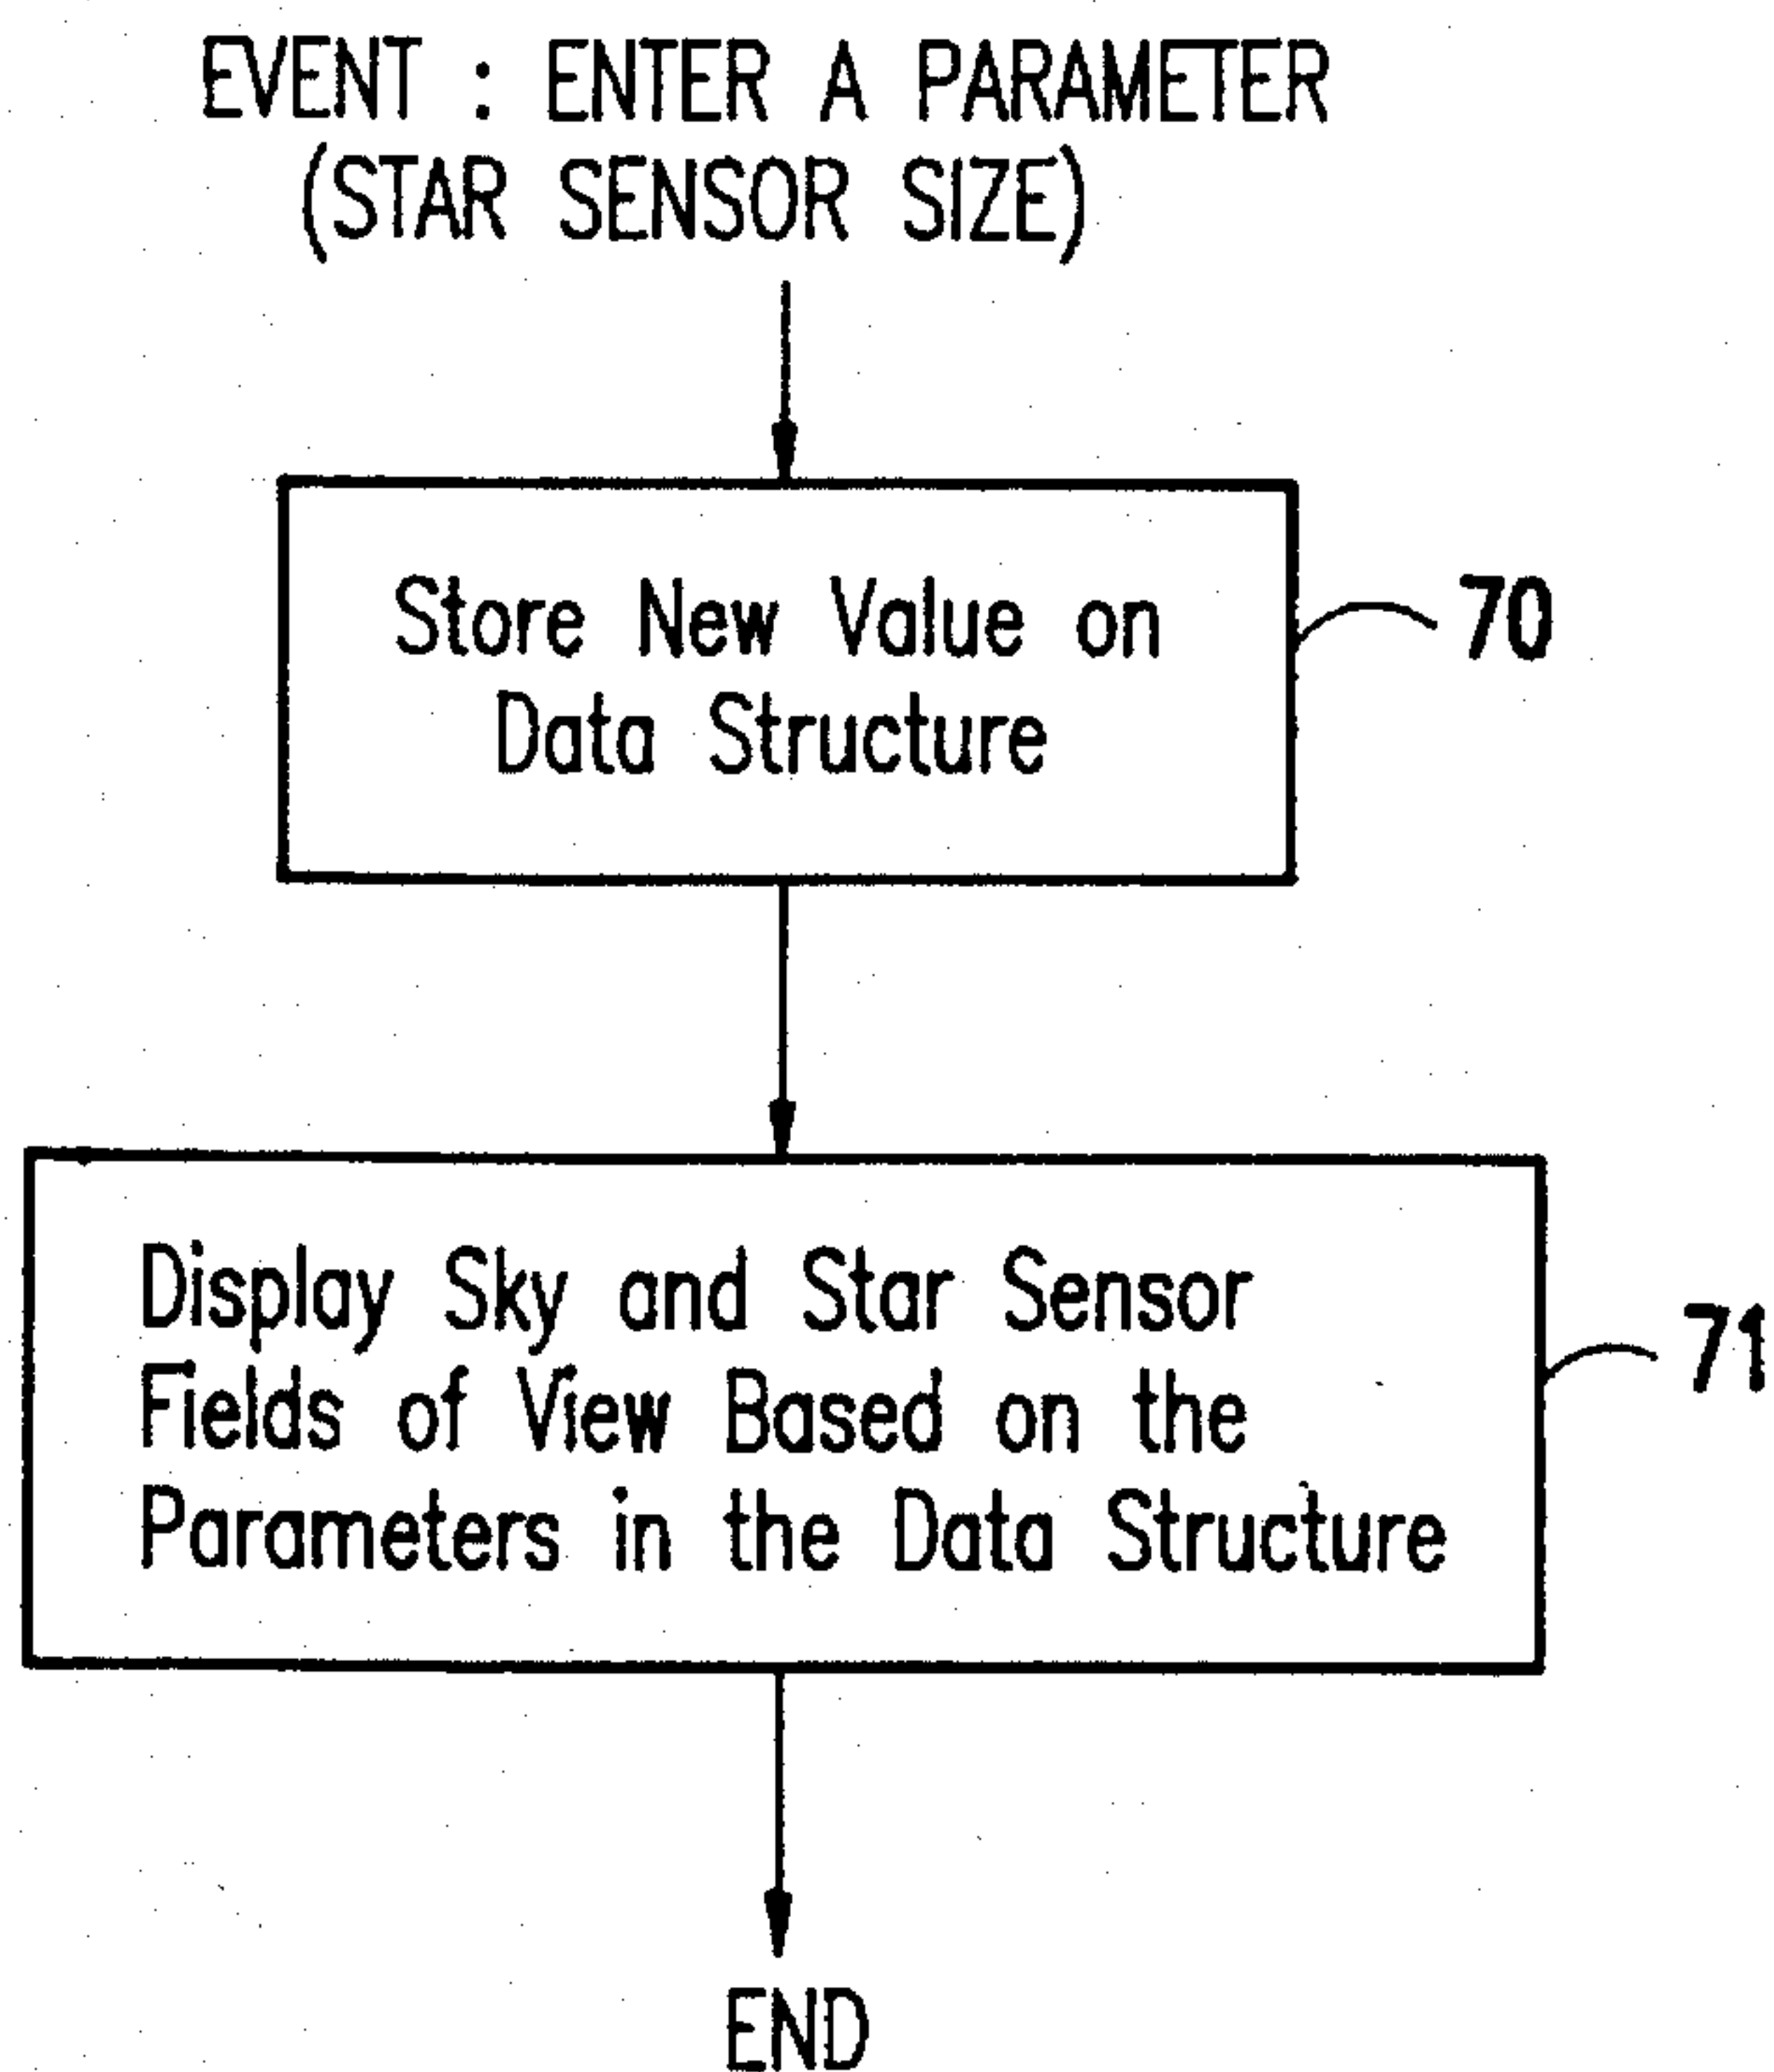 EVENT : ENTER A PARAMETER
(STAR SENSOR SIZE)
Store New Value on
Data Structure
70
Display Sky and Star Sensor
Fields of View Based on the
Parameters in the Data Structure
71
END